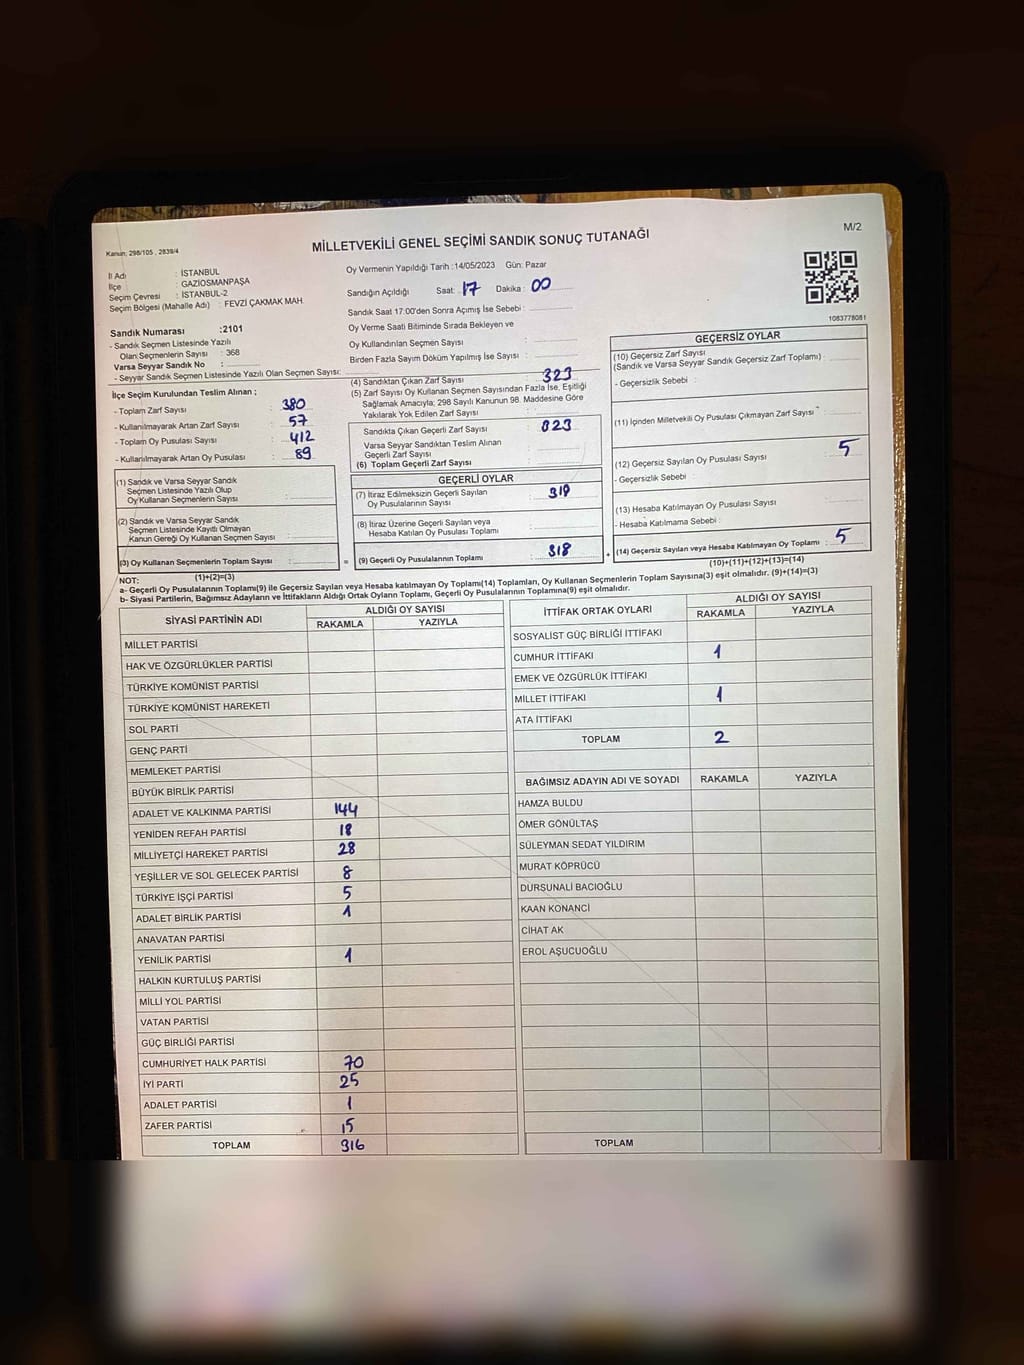 M/2
MİLLETVEKİLİ GENEL SEÇİMİ SANDIK SONUÇ TUTANAĞI
Kanun: 298/105 , 2839/4
İl Adı : İSTANBUL
İlçe : GAZİOSMANPAŞA
Seçim Çevresi : İSTANBUL-2
Seçim Bölgesi (Mahalle Adı) : FEVZİ ÇAKMAK MAH.
Sandık Numarası :2101
- Sandık Seçmen Listesinde Yazılı
Olan Seçmenlerin Sayısı : 368
Varsa Seyyar Sandık No :
- Seyyar Sandık Seçmen Listesinde Yazılı Olan Seçmen Sayısı:
İlçe Seçim Kurulundan Teslim Alınan ;
- Toplam Zarf Sayısı : 380
- Kullanılmayarak Artan Zarf Sayısı : 57
- Toplam Oy Pusulası Sayısı : 412
- Kullanılmayarak Artan Oy Pusulası : 89
(1) Sandık ve Varsa Seyyar Sandık
Seçmen Listesinde Yazılı Olup
Oy Kullanan Seçmenlerin Sayısı :
(2) Sandık ve Varsa Seyyar Sandık
Seçmen Listesinde Kayıtlı Olmayan
Kanun Gereği Oy Kullanan Seçmen Sayısı :
(3) Oy Kullanan Seçmenlerin Toplam Sayısı : =
(1)+(2)=(3)
Oy Vermenin Yapıldığı Tarih :14/05/2023 Gün: Pazar
Sandığın Açıldığı Saat: 17 Dakika : 00
Sandık Saat 17:00'den Sonra Açılmış İse Sebebi :
Oy Verme Saati Bitiminde Sırada Bekleyen ve
Oy Kullandırılan Seçmen Sayısı :
Birden Fazla Sayım Döküm Yapılmış İse Sayısı :
(4) Sandıktan Çıkan Zarf Sayısı : 323
(5) Zarf Sayısı Oy Kullanan Seçmen Sayısından Fazla İse, Eşitliği
Sağlamak Amacıyla; 298 Sayılı Kanunun 98. Maddesine Göre
Yakılarak Yok Edilen Zarf Sayısı :
Sandıkta Çıkan Geçerli Zarf Sayısı : 323
Varsa Seyyar Sandıktan Teslim Alınan
Geçerli Zarf Sayısı :
(6) Toplam Geçerli Zarf Sayısı :
GEÇERLİ OYLAR
(7) İtiraz Edilmeksizin Geçerli Sayılan
Oy Pusulalarının Sayısı : 319
(8) İtiraz Üzerine Geçerli Sayılan veya
Hesaba Katılan Oy Pusulası Toplamı :
(9) Geçerli Oy Pusulalarının Toplamı : 318 +
1083778081
GEÇERSİZ OYLAR
(10) Geçersiz Zarf Sayısı
(Sandık ve Varsa Seyyar Sandık Geçersiz Zarf Toplamı) :
- Geçersizlik Sebebi :
(11) İçinden Milletvekili Oy Pusulası Çıkmayan Zarf Sayısı
(12) Geçersiz Sayılan Oy Pusulası Sayısı : 5
- Geçersizlik Sebebi :
(13) Hesaba Katılmayan Oy Pusulası Sayısı :
- Hesaba Katılmama Sebebi :
(14) Geçersiz Sayılan veya Hesaba Katılmayan Oy Toplamı : 5
(10)+(11)+(12)+(13)=(14)
NOT:
a- Geçerli Oy Pusulalarının Toplamı(9) ile Geçersiz Sayılan veya Hesaba katılmayan Oy Toplamı(14) Toplamları, Oy Kullanan Seçmenlerin Toplam Sayısına(3) eşit olmalıdır. (9)+(14)=(3)
b- Siyasi Partilerin, Bağımsız Adayların ve İttifakların Aldığı Ortak Oyların Toplamı, Geçerli Oy Pusulalarının Toplamına(9) eşit olmalıdır.
SİYASİ PARTİNİN ADI ALDIĞI OY SAYISI
RAKAMLA YAZIYLA
MİLLET PARTİSİ
HAK VE ÖZGÜRLÜKLER PARTİSİ
TÜRKİYE KOMÜNİST PARTİSİ
TÜRKİYE KOMÜNİST HAREKETİ
SOL PARTİ
GENÇ PARTİ
MEMLEKET PARTİSİ
BÜYÜK BİRLİK PARTİSİ
ADALET VE KALKINMA PARTİSİ 144
YENİDEN REFAH PARTİSİ 18
MİLLİYETÇİ HAREKET PARTİSİ 28
YEŞİLLER VE SOL GELECEK PARTİSİ 8
TÜRKİYE İŞÇİ PARTİSİ 5
ADALET BİRLİK PARTİSİ 1
ANAVATAN PARTİSİ
YENİLİK PARTİSİ 1
HALKIN KURTULUŞ PARTİSİ
MİLLİ YOL PARTİSİ
VATAN PARTİSİ
GÜÇ BİRLİĞİ PARTİSİ
CUMHURİYET HALK PARTİSİ 70
İYİ PARTİ 25
ADALET PARTİSİ 1
ZAFER PARTİSİ 15
TOPLAM 316
İTTİFAK ORTAK OYLARI ALDIĞI OY SAYISI
RAKAMLA YAZIYLA
SOSYALİST GÜÇ BİRLİĞİ İTTİFAKI
CUMHUR İTTİFAKI 1
EMEK VE ÖZGÜRLÜK İTTİFAKI
MİLLET İTTİFAKI 1
ATA İTTİFAKI
TOPLAM 2
BAĞIMSIZ ADAYIN ADI VE SOYADI RAKAMLA YAZIYLA
HAMZA BULDU
ÖMER GÖNÜLTAŞ
SÜLEYMAN SEDAT YILDIRIM
MURAT KÖPRÜCÜ
DURSUNALİ BACIOĞLU
KAAN KONANCİ
CİHAT AK
EROL AŞUCUOĞLU
TOPLAM